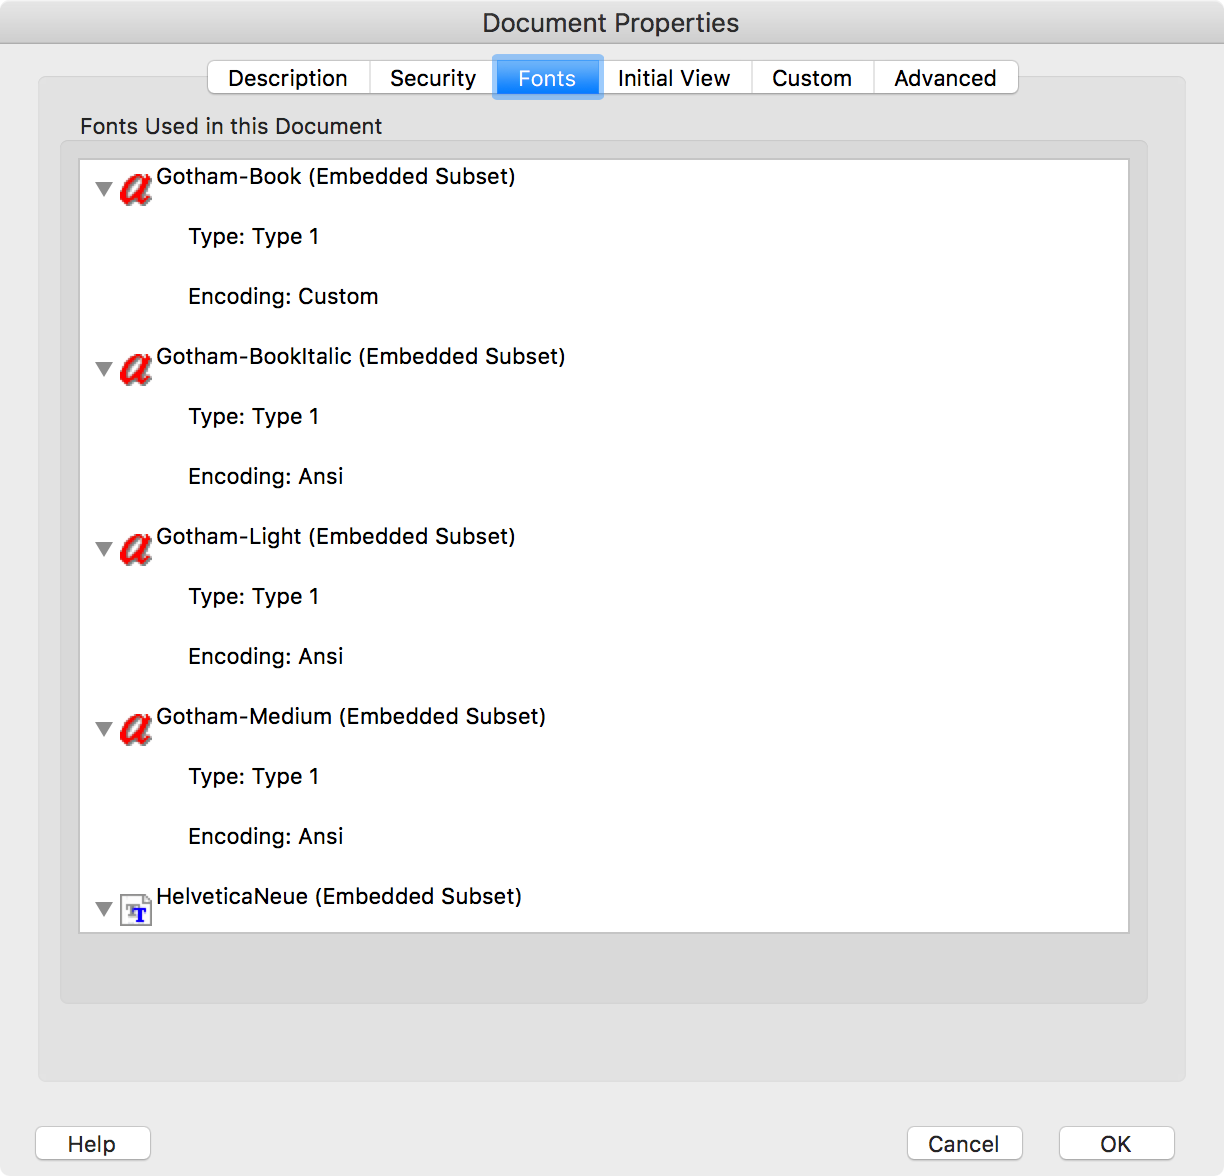 Document Properties
Description Security Fonts Initial View Custom Advanced
Fonts Used in this Document
Gotham-Book (Embedded Subset)
Type: Type 1
Encoding: Custom
Gotham-BookItalic (Embedded Subset)
Type: Type 1
Encoding: Ansi
Gotham-Light (Embedded Subset)
Type: Type 1
Encoding: Ansi
Gotham-Medium (Embedded Subset)
Type: Type 1
Encoding: Ansi
HelveticaNeue (Embedded Subset)
Help Cancel OK